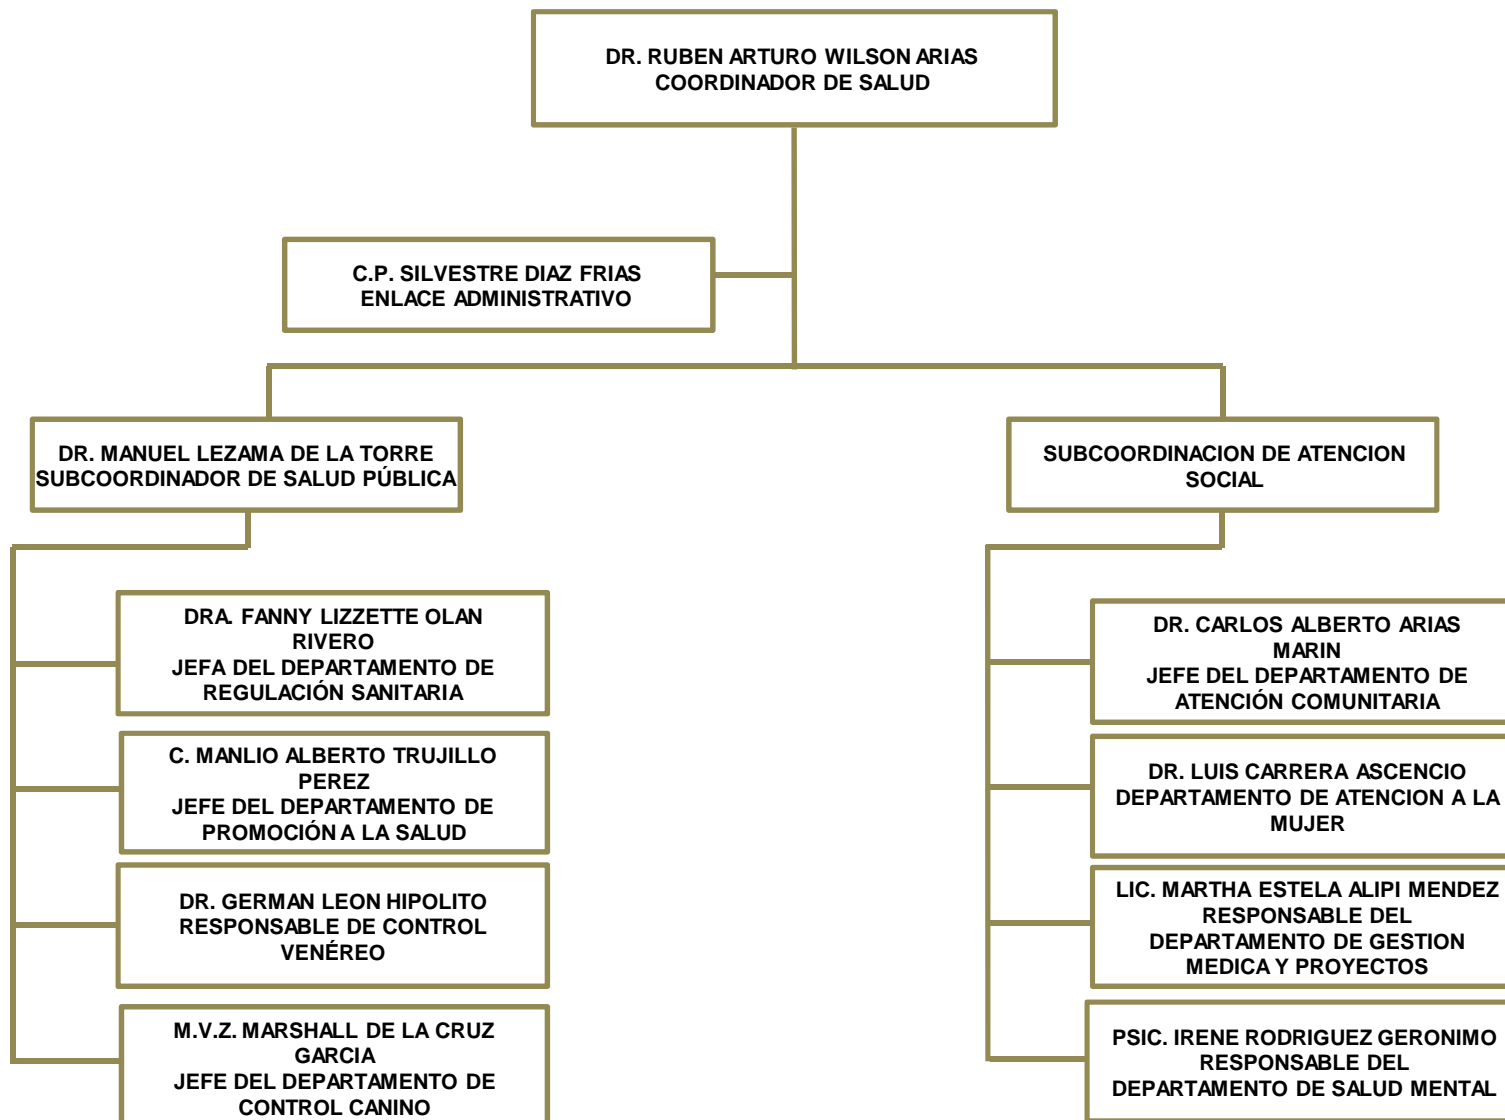 DR. RUBEN ARTURO WILSON ARIAS
COORDINADOR DE SALUD
C.P. SILVESTRE DIAZ FRIAS
ENLACE ADMINISTRATIVO
DR. MANUEL LEZAMA DE LA TORRE
SUBCOORDINADOR DE SALUD PÚBLICA
DRA. FANNY LIZZETTE OLAN
RIVERO
JEFA DEL DEPARTAMENTO DE
REGULACIÓN SANITARIA
C. MANLIO ALBERTO TRUJILLO
PEREZ
JEFE DEL DEPARTAMENTO DE
PROMOCIÓN A LA SALUD
DR. GERMAN LEON HIPOLITO
RESPONSABLE DE CONTROL
VENÉREO
M.V.Z. MARSHALL DE LA CRUZ
GARCIA
JEFE DEL DEPARTAMENTO DE
CONTROL CANINO
SUBCOORDINACION DE ATENCION
SOCIAL
DR. CARLOS ALBERTO ARIAS
MARIN
JEFE DEL DEPARTAMENTO DE
ATENCIÓN COMUNITARIA
DR. LUIS CARRERA ASCENCIO
DEPARTAMENTO DE ATENCION A LA
MUJER
LIC. MARTHA ESTELA ALIPI MENDEZ
RESPONSABLE DEL
DEPARTAMENTO DE GESTION
MEDICA Y PROYECTOS
PSIC. IRENE RODRIGUEZ GERONIMO
RESPONSABLE DEL
DEPARTAMENTO DE SALUD MENTAL